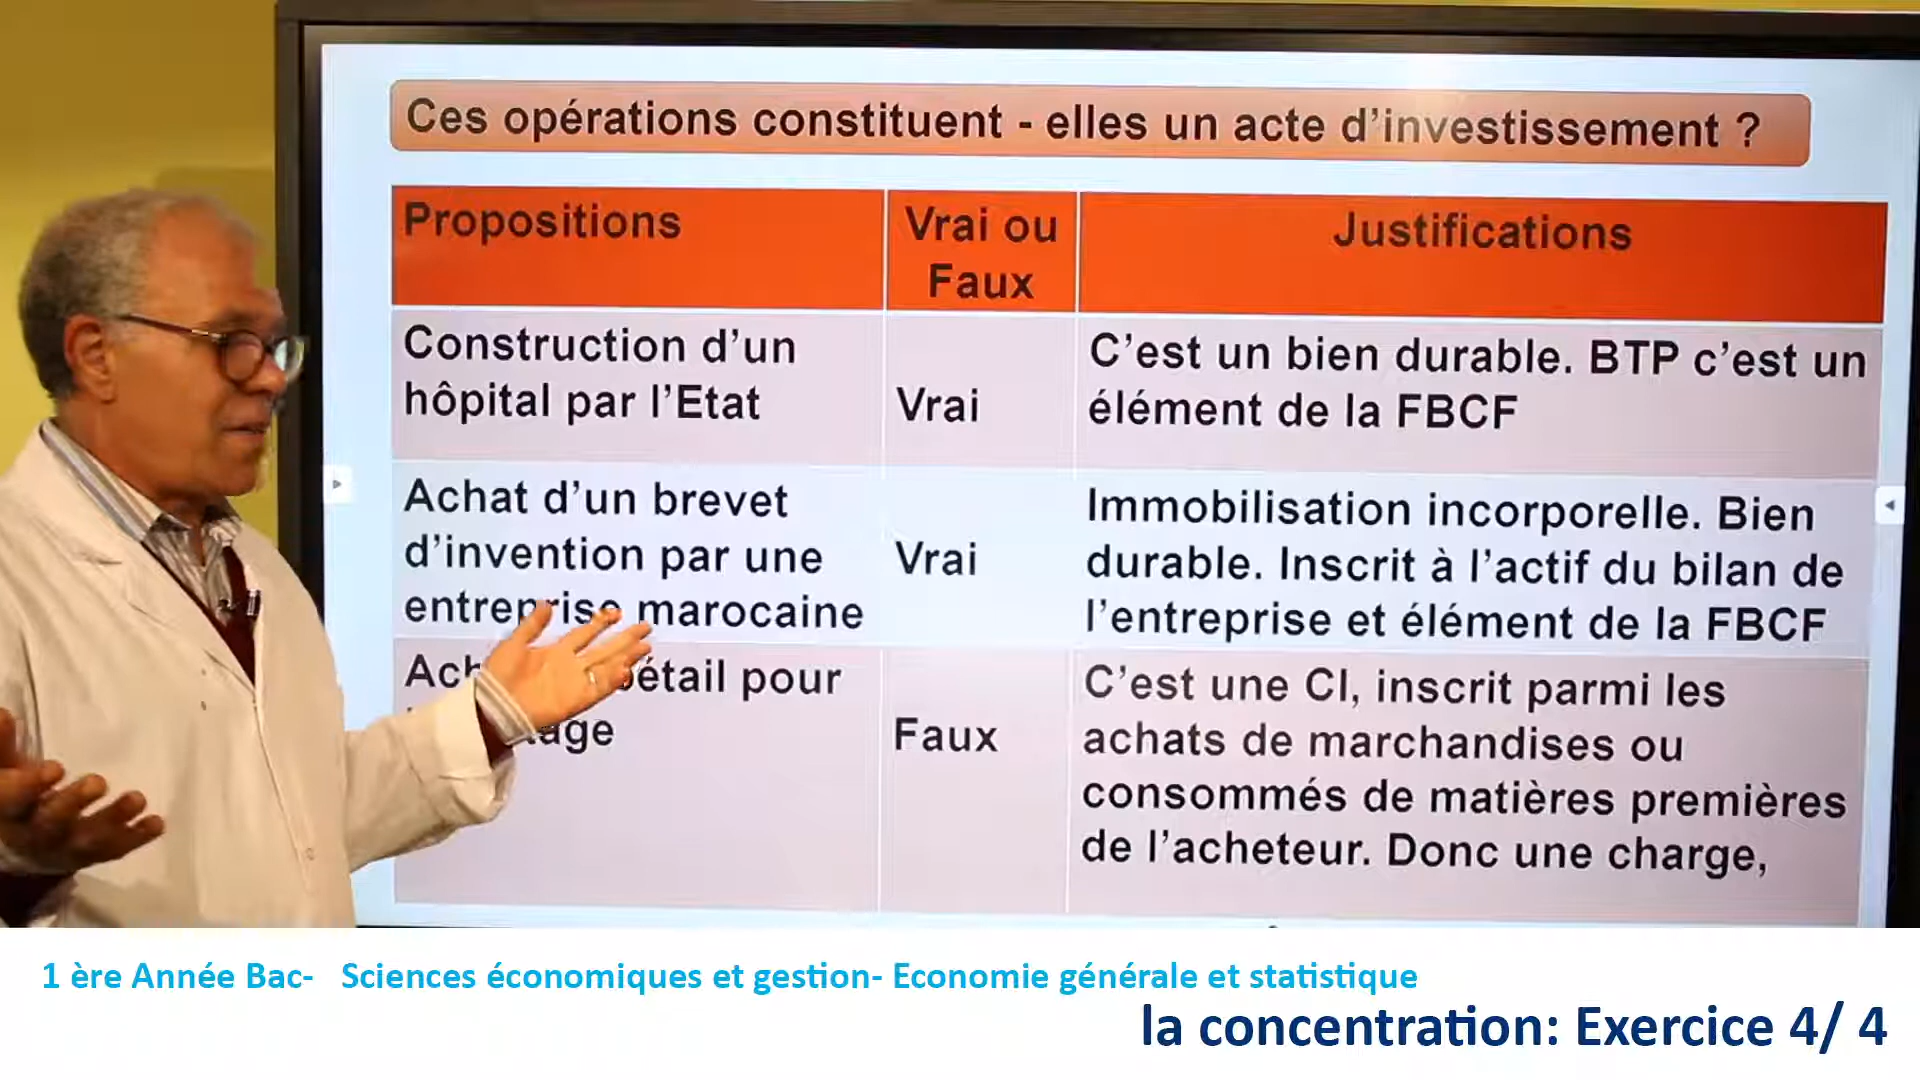 Ces opérations constituent - elles un acte d'investissement ?
Propositions
Vrai ou
Faux
Justifications
Construction d'un
hôpital par l'Etat
Vrai
C'est un bien durable. BTP c'est un
élément de la FBCF
Achat d'un brevet
d'invention par une
entreprise marocaine
Vrai
Immobilisation incorporelle. Bien
durable. Inscrit à l'actif du bilan de
l'entreprise et élément de la FBCF
pour
Faux
C'est une CI, inscrit parmi les
achats de marchandises ou
consommés de matières premières
de l'acheteur. Donc une charge,
1 ère Année Bac- Sciences économiques et gestion- Economie générale et statistique
la concentration: Exercice 4/ 4